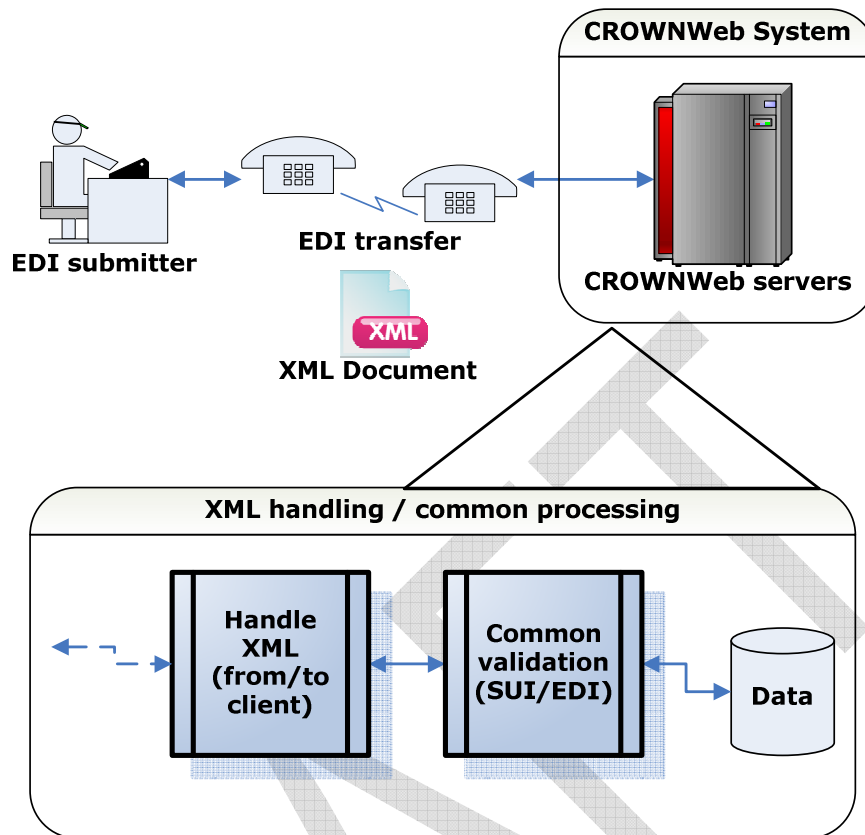 CROWNWeb System
EDI submitter
EDI transfer
CROWNWeb servers
XML
XML Document
XML handling / common processing
Handle
XML
(from/to
client)
Common
validation
(SUI/EDI)
Data